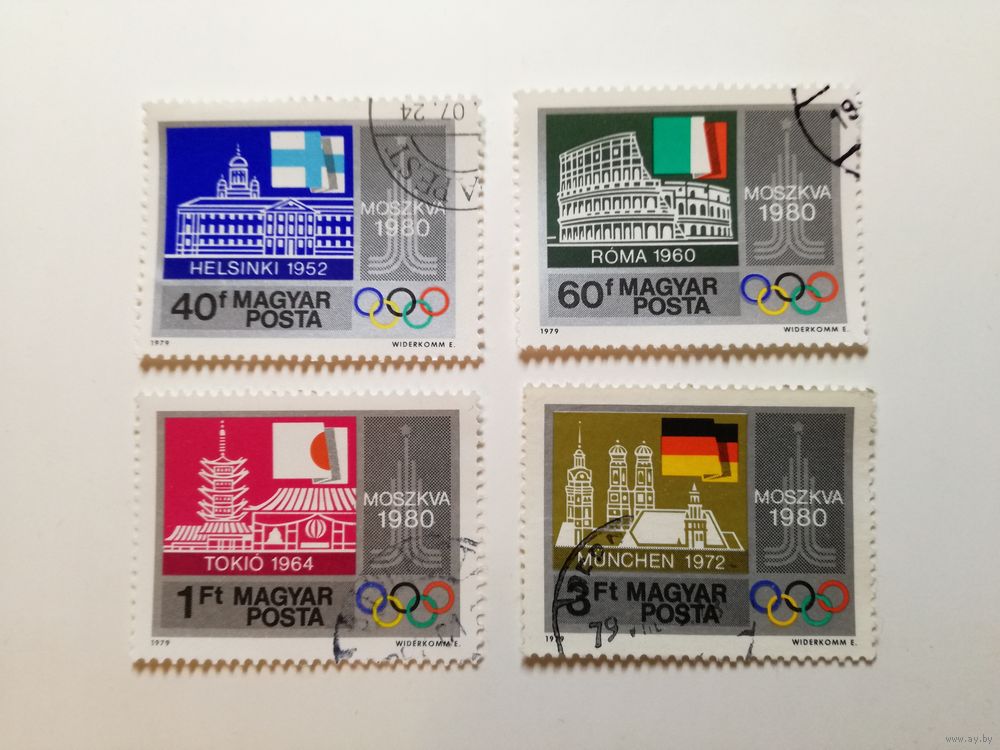 07.24
APEST
MOSZKVA
1980
HELSINKI 1952
40f MAGYAR
POSTA
1979
WIDERKOMM E.
MOSZKVA
1980
RÓMA 1960
60f MAGYAR
POSTA
1979
WIDERKOMM E.
MOSZKVA
1980
TOKIÓ 1964
1Ft MAGYAR
POSTA
1979
WIDERKOMM E.
MOSZKVA
1980
MÜNCHEN 1972
3Ft MAGYAR
POSTA
79
1979
WIDERKOMM E.
www.ay.by